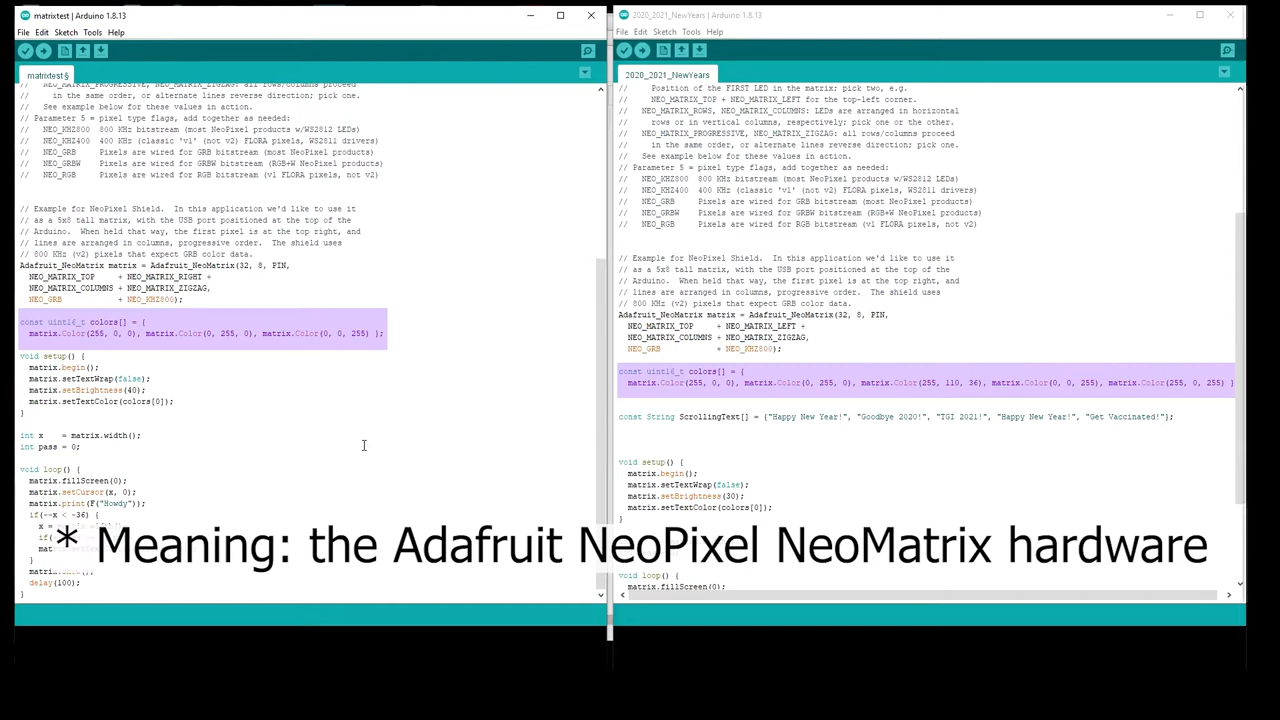 matrixtest | Arduino 1.8.13
File Edit Sketch Tools Help
matrixtest §
// NEO_MATRIX_PROGRESSIVE, NEO_MATRIX_ZIGZAG: all rows/columns proceed
// in the same order, or alternate lines reverse direction; pick one.
// See example below for these values in action.
// Parameter 5 = pixel type flags, add together as needed:
// NEO_KHZ800 800 KHz bitstream (most NeoPixel products w/WS2812 LEDs)
// NEO_KHZ400 400 KHz (classic 'v1' (not v2) FLORA pixels, WS2811 drivers)
// NEO_GRB Pixels are wired for GRB bitstream (most NeoPixel products)
// NEO_GRBW Pixels are wired for GRBW bitstream (RGB+W NeoPixel products)
// NEO_RGB Pixels are wired for RGB bitstream (v1 FLORA pixels, not v2)
// Example for NeoPixel Shield. In this application we'd like to use it
// as a 5x8 tall matrix, with the USB port positioned at the top of the
// Arduino. When held that way, the first pixel is at the top right, and
// lines are arranged in columns, progressive order. The shield uses
// 800 KHz (v2) pixels that expect GRB color data.
Adafruit_NeoMatrix matrix = Adafruit_NeoMatrix(32, 8, PIN,
NEO_MATRIX_TOP + NEO_MATRIX_RIGHT +
NEO_MATRIX_COLUMNS + NEO_MATRIX_ZIGZAG,
NEO_GRB + NEO_KHZ800);
const uint16_t colors[] = {
matrix.Color(255, 0, 0), matrix.Color(0, 255, 0), matrix.Color(0, 0, 255) };
void setup() {
matrix.begin();
matrix.setTextWrap(false);
matrix.setBrightness(40);
matrix.setTextColor(colors[0]);
}
int x = matrix.width();
int pass = 0;
void loop() {
matrix.fillScreen(0);
matrix.setCursor(x, 0);
matrix.print(F("Howdy"));
if(--x < -36) {
x =
if(
mat
}
matrix.
delay(100);
}
2020_2021_NewYears | Arduino 1.8.13
File Edit Sketch Tools Help
2020_2021_NewYears
// Position of the FIRST LED in the matrix; pick two, e.g.
// NEO_MATRIX_TOP + NEO_MATRIX_LEFT for the top-left corner.
// NEO_MATRIX_ROWS, NEO_MATRIX_COLUMNS: LEDs are arranged in horizontal
// rows or in vertical columns, respectively; pick one or the other.
// NEO_MATRIX_PROGRESSIVE, NEO_MATRIX_ZIGZAG: all rows/columns proceed
// in the same order, or alternate lines reverse direction; pick one.
// See example below for these values in action.
// Parameter 5 = pixel type flags, add together as needed:
// NEO_KHZ800 800 KHz bitstream (most NeoPixel products w/WS2812 LEDs)
// NEO_KHZ400 400 KHz (classic 'v1' (not v2) FLORA pixels, WS2811 drivers)
// NEO_GRB Pixels are wired for GRB bitstream (most NeoPixel products)
// NEO_GRBW Pixels are wired for GRBW bitstream (RGB+W NeoPixel products)
// NEO_RGB Pixels are wired for RGB bitstream (v1 FLORA pixels, not v2)
// Example for NeoPixel Shield. In this application we'd like to use it
// as a 5x8 tall matrix, with the USB port positioned at the top of the
// Arduino. When held that way, the first pixel is at the top right, and
// lines are arranged in columns, progressive order. The shield uses
// 800 KHz (v2) pixels that expect GRB color data.
Adafruit_NeoMatrix matrix = Adafruit_NeoMatrix(32, 8, PIN,
NEO_MATRIX_TOP + NEO_MATRIX_LEFT +
NEO_MATRIX_COLUMNS + NEO_MATRIX_ZIGZAG,
NEO_GRB + NEO_KHZ800);
const uint16_t colors[] = {
matrix.Color(255, 0, 0), matrix.Color(0, 255, 0), matrix.Color(255, 110, 36), matrix.Color(0, 0, 255), matrix.Color(255, 0, 255) }
const String ScrollingText[] = {"Happy New Year!", "Goodbye 2020!", "TGI 2021!", "Happy New Year!", "Get Vaccinated!"};
void setup() {
matrix.begin();
matrix.setTextWrap(false);
matrix.setBrightness(30);
matrix.setTextColor(colors[0]);
}
void loop() {
matrix.fillScreen(0);
* Meaning: the Adafruit NeoPixel NeoMatrix hardware